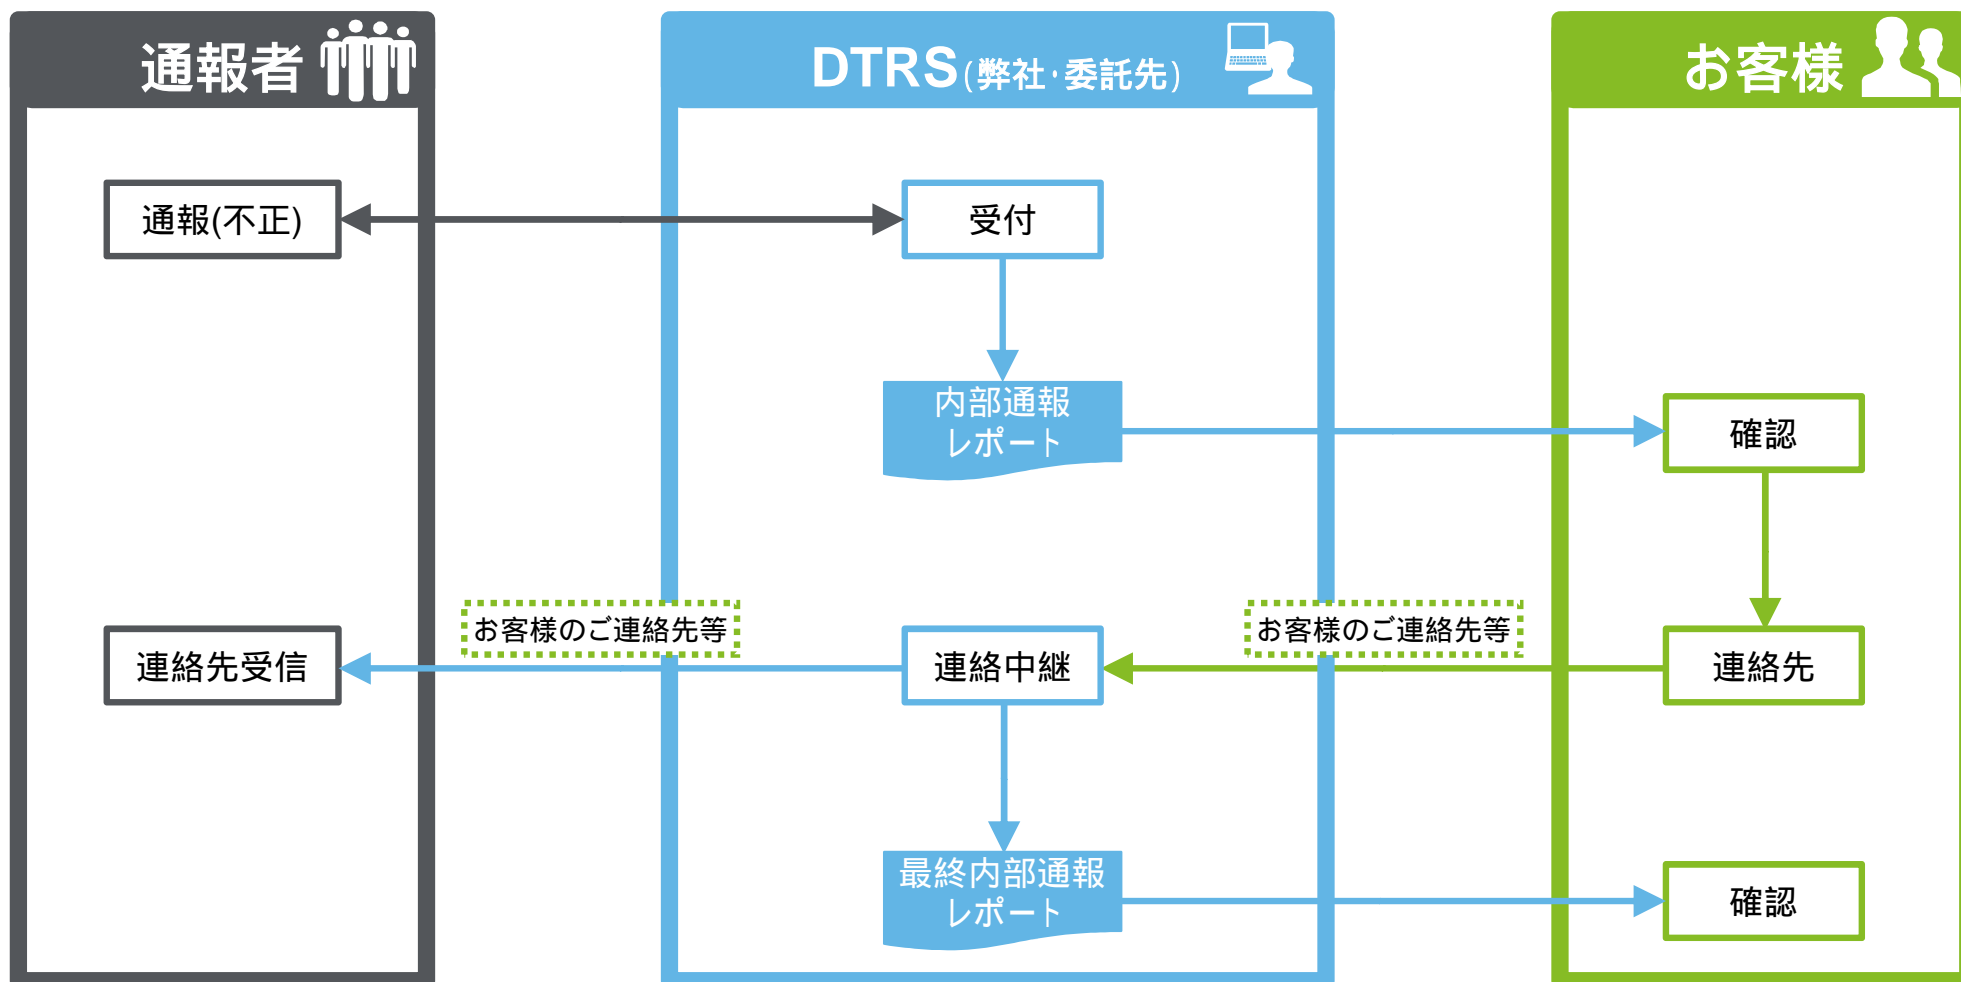 通報者
DTRS(弊社･委託先)
お客様
通報(不正)
受付
内部通報
レポート
確認
お客様のご連絡先等
お客様のご連絡先等
連絡先受信
連絡中継
連絡先
最終内部通報
レポート
確認